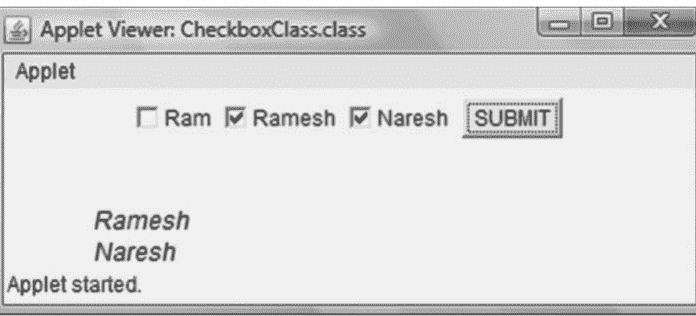 Applet Viewer: CheckboxClass.class
Applet
Ram Ramesh Naresh SUBMIT
Ramesh
Naresh
Applet started.